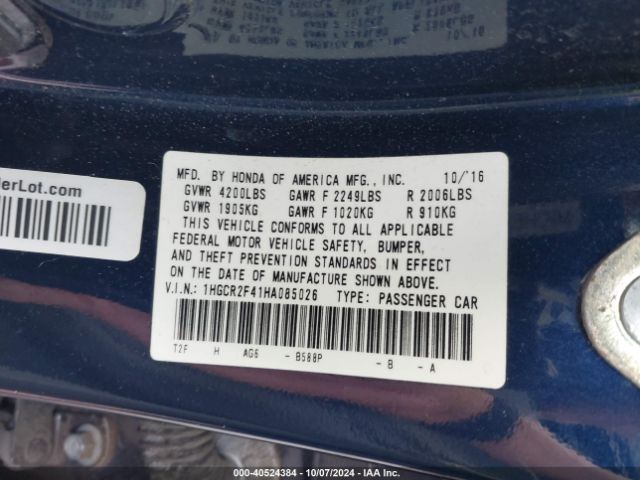 MFD. BY HONDA OF AMERICA MFG., INC. 10/'16
GVWR 4200LBS GAWR F 2249LBS R 2006LBS
GVWR 1905KG GAWR F 1020KG R 910KG
THIS VEHICLE CONFORMS TO ALL APPLICABLE
FEDERAL MOTOR VEHICLE SAFETY, BUMPER,
AND THEFT PREVENTION STANDARDS IN EFFECT
ON THE DATE OF MANUFACTURE SHOWN ABOVE.
V.I.N.: 1HGCR2F41HA085026 TYPE: PASSENGER CAR
T2F H AG6 - B588P - B - A
lerLot.com
000-40524384 | 10/07/2024 | IAA Inc.